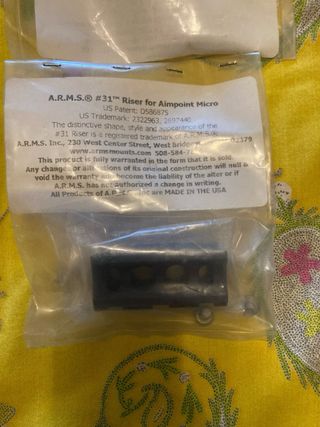 A.R.M.S.® #31™ Riser for Aimpoint Micro
US Patent: D586875
US Trademark: 2322963, 2697440
The distinctive shape, style and appearance of the
#31 Riser is a registered trademark of A.R.M.S.®
A.R.M.S. Inc., 230 West Center Street, West Bridgew 02379
www.armsmounts.com 508-584-7
This product is fully warranted in the form that it is sold.
Any changes or alterations of its original construction will null &
void the warranty and become the liability of the alter or if
A.R.M.S. has not authorized a change in writing.
All Products of A.R.M.S. Inc are MADE IN THE USA